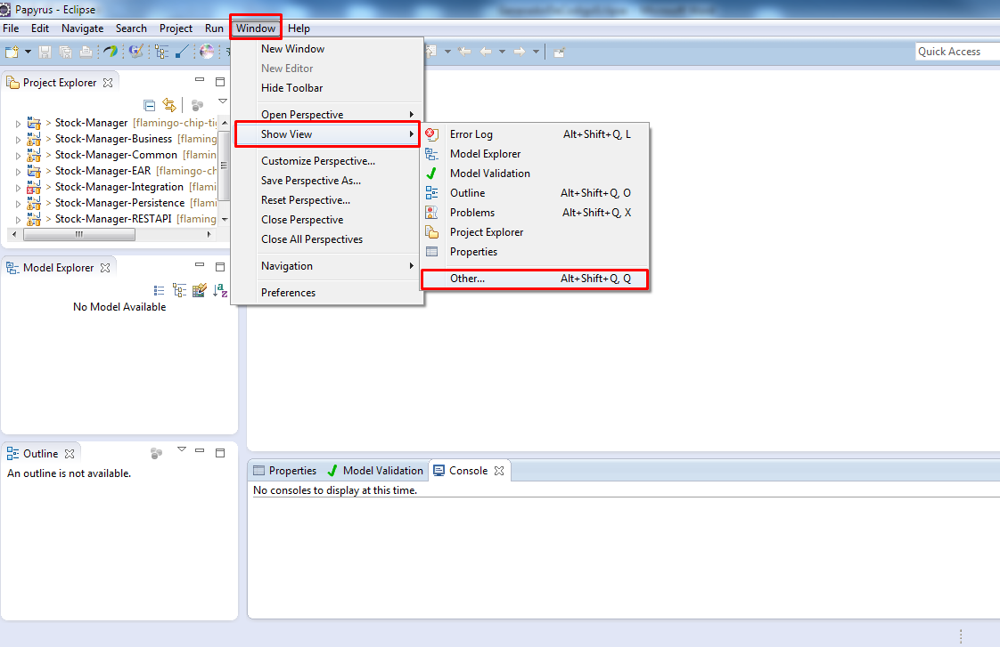 Papyrus - Eclipse
File Edit Navigate Search Project Run Window Help
Quick Access
New Window
New Editor
Hide Toolbar
Open Perspective
Show View
Customize Perspective...
Save Perspective As...
Reset Perspective...
Close Perspective
Close All Perspectives
Navigation
Preferences
Error Log Alt+Shift+Q, L
Model Explorer
Model Validation
Outline Alt+Shift+Q, O
Problems Alt+Shift+Q, X
Project Explorer
Properties
Other... Alt+Shift+Q, Q
Project Explorer
> Stock-Manager [flamingo-chip-tig
> Stock-Manager-Business [flaming
> Stock-Manager-Common [flaming
> Stock-Manager-EAR [flamingo-ch
> Stock-Manager-Integration [flami
> Stock-Manager-Persistence [flami
> Stock-Manager-RESTAPI [flaming
Model Explorer
No Model Available
Outline
An outline is not available.
Properties Model Validation Console
No consoles to display at this time.